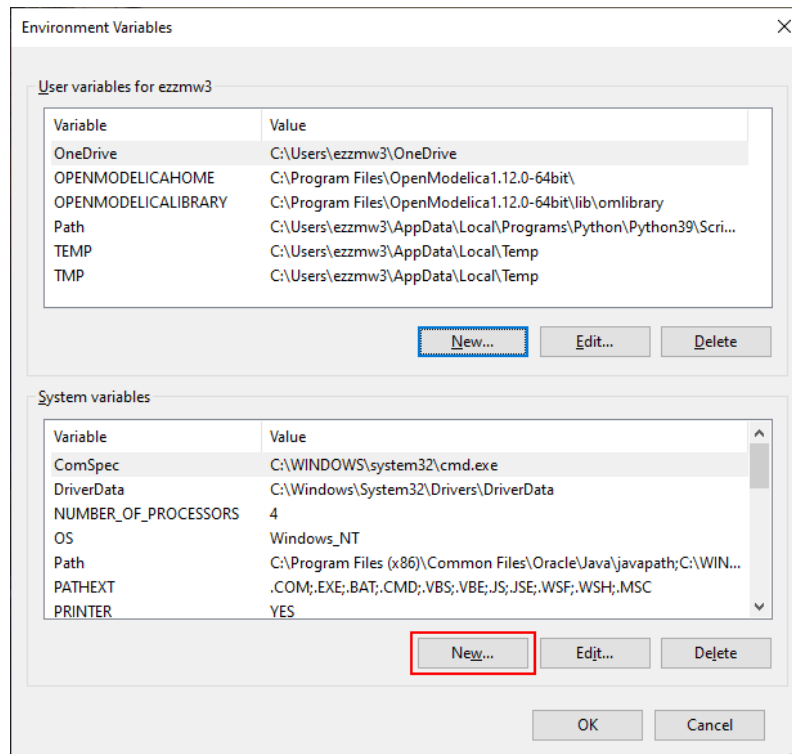 Environment Variables
User variables for ezzmw3
Variable Value
OneDrive C:\Users\ezzmw3\OneDrive
OPENMODELICAHOME C:\Program Files\OpenModelica1.12.0-64bit\
OPENMODELICALIBRARY C:\Program Files\OpenModelica1.12.0-64bit\lib\omlibrary
Path C:\Users\ezzmw3\AppData\Local\Programs\Python\Python39\Scri...
TEMP C:\Users\ezzmw3\AppData\Local\Temp
TMP C:\Users\ezzmw3\AppData\Local\Temp
New... Edit... Delete
System variables
Variable Value
ComSpec C:\WINDOWS\system32\cmd.exe
DriverData C:\Windows\System32\Drivers\DriverData
NUMBER_OF_PROCESSORS 4
OS Windows_NT
Path C:\Program Files (x86)\Common Files\Oracle\Java\javapath;C:\WIN...
PATHEXT .COM;.EXE;.BAT;.CMD;.VBS;.VBE;.JS;.JSE;.WSF;.WSH;.MSC
PRINTER YES
New... Edit... Delete
OK Cancel